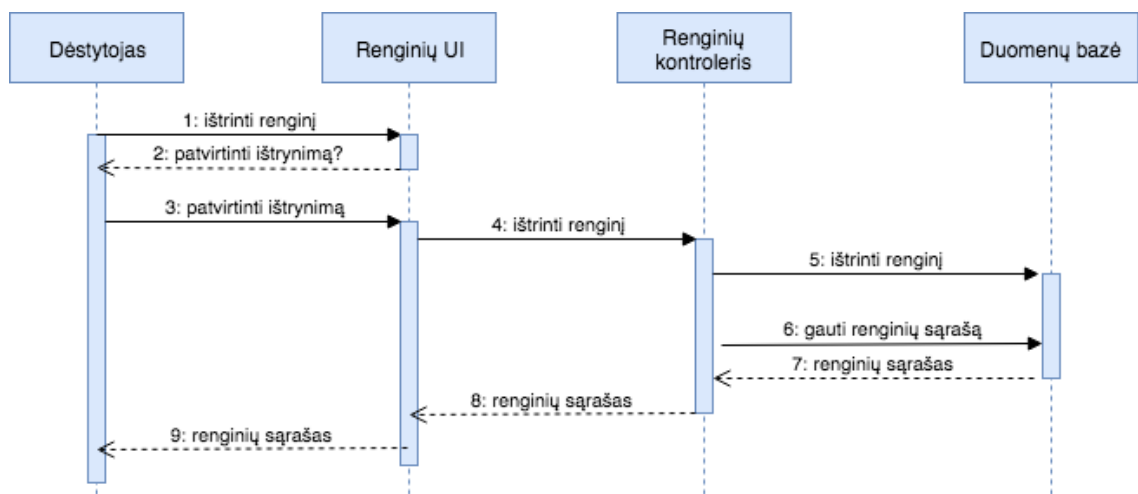 Dėstytojas
Renginių UI
Renginių
kontroleris
Duomenų bazė
1: ištrinti renginį
2: patvirtinti ištrynimą?
3: patvirtinti ištrynimą
4: ištrinti renginį
5: ištrinti renginį
6: gauti renginių sąrašą
7: renginių sąrašas
8: renginių sąrašas
9: renginių sąrašas